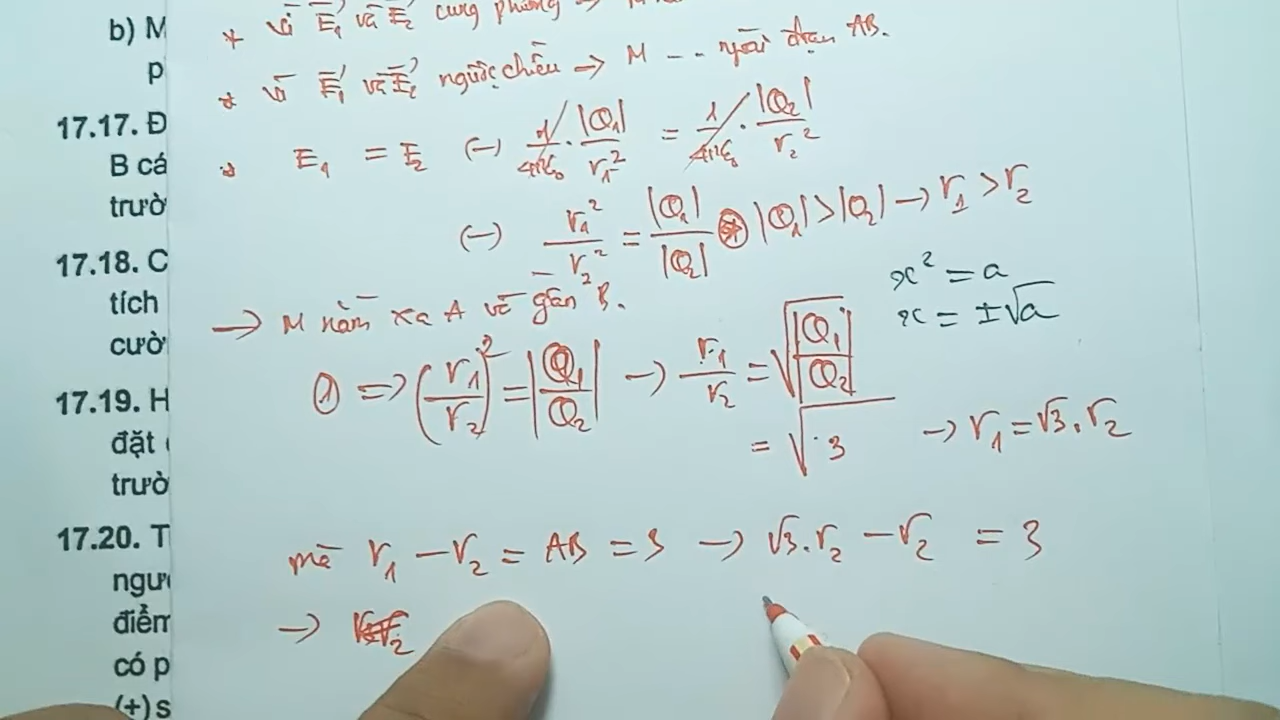 b) M
p
17.17. Đ
B cá
trườ
17.18. C
tích
cườ
17.19. H
đặt
trườ
17.20. T
ngư
điểm
có p
(+) s
* vì E₁ và E₂ cùng phương →
* vì E₁ và E₂ ngược chiều → M -- ngoài đoạn AB.
* E₁ = E₂ (→) 1/4πε₀ . |Q₁|/r₁² = 1/4πε₀ . |Q₂|/r₂²
(→) r₁²/r₂² = |Q₁|/|Q₂| * |Q₁| > |Q₂| → r₁ > r₂
→ M nằm xa A và gần B.
x² = a
x = ±√a
① => (r₁/r₂)² = |Q₁/Q₂| → r₁/r₂ = √|Q₁/Q₂|
= √3 → r₁ = √3 . r₂
mà r₁ − r₂ = AB = 3 → √3 . r₂ − r₂ = 3
→